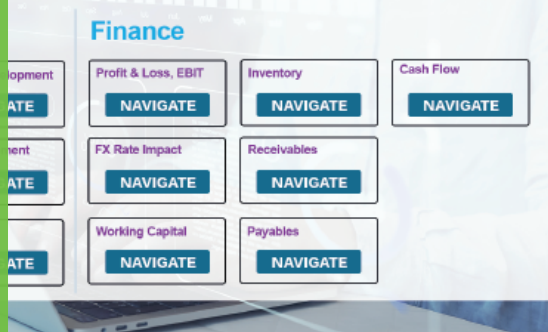 Finance
lopment
ATE
Profit & Loss, EBIT
NAVIGATE
Inventory
NAVIGATE
Cash Flow
NAVIGATE
ment
ATE
FX Rate Impact
NAVIGATE
Receivables
NAVIGATE
ATE
Working Capital
NAVIGATE
Payables
NAVIGATE